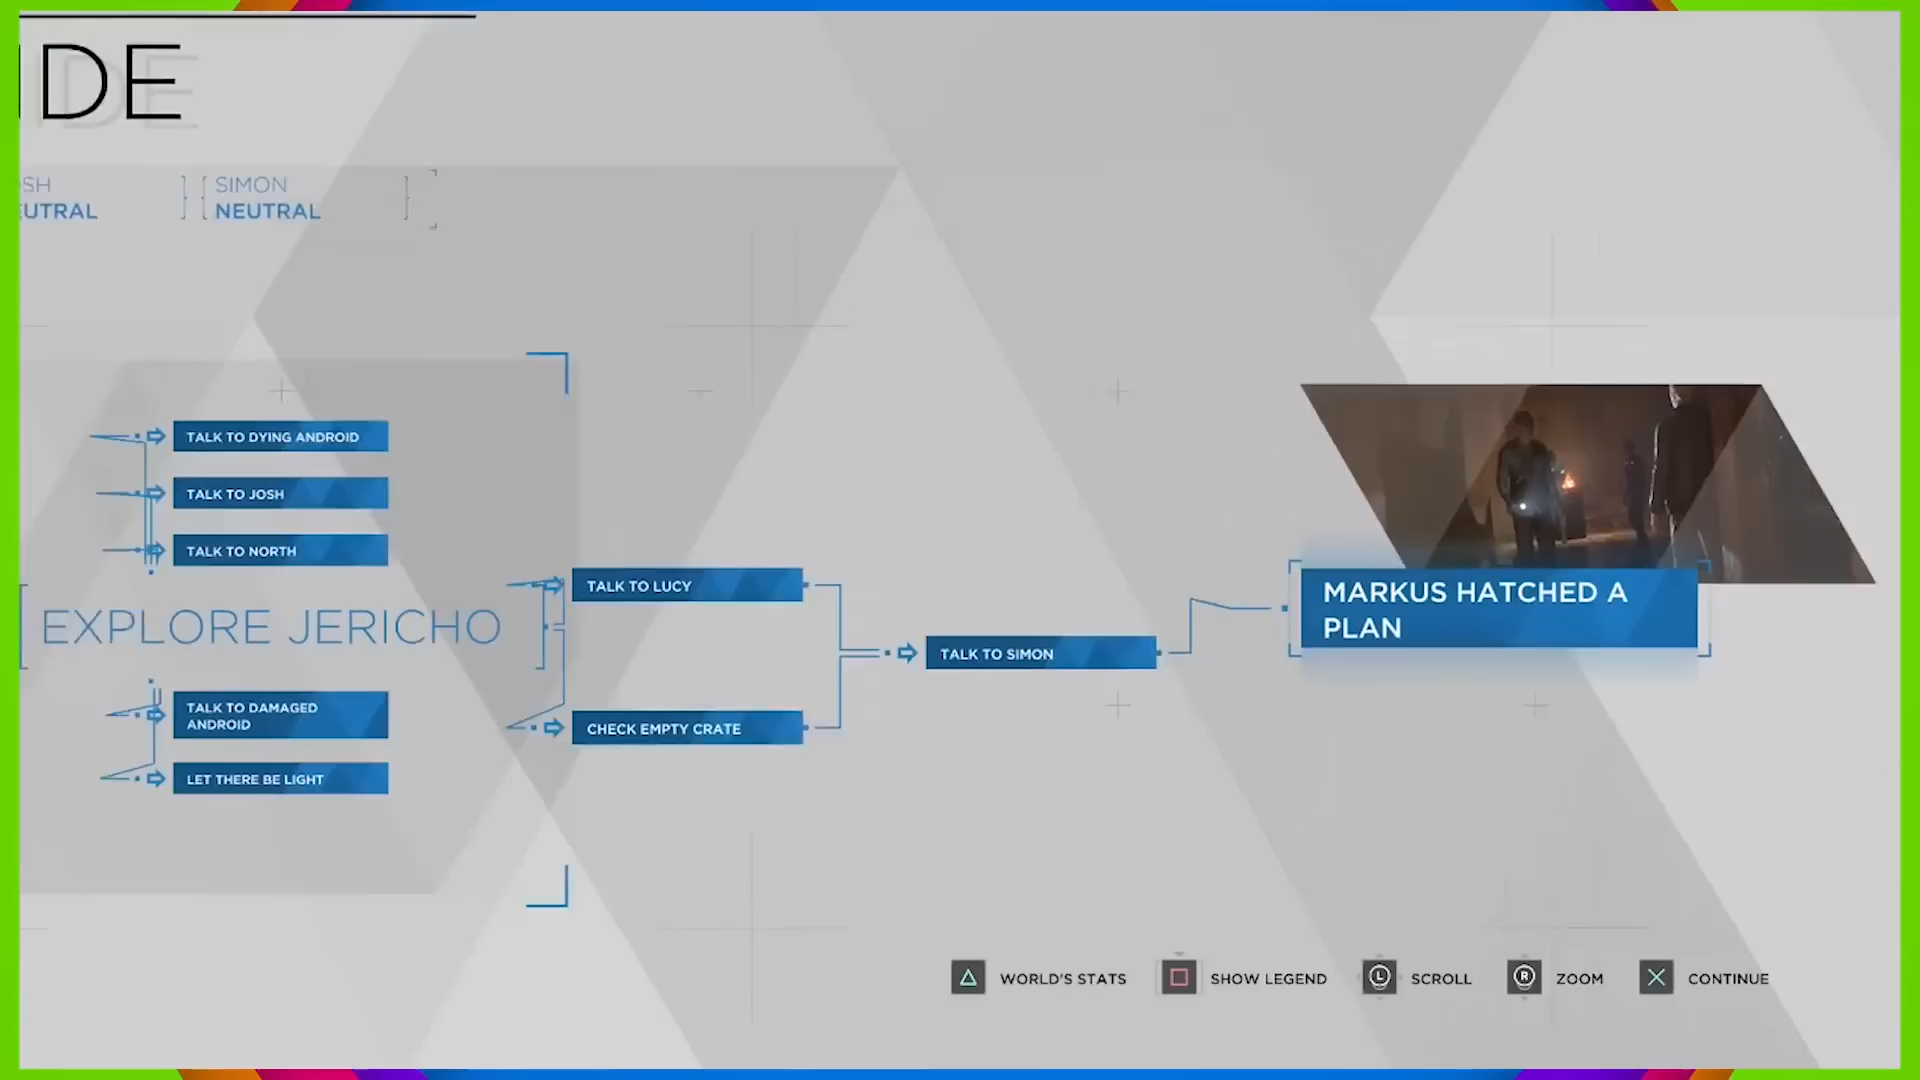 IDE
SH
EUTRAL
SIMON
NEUTRAL
TALK TO DYING ANDROID
TALK TO JOSH
TALK TO NORTH
EXPLORE JERICHO
TALK TO DAMAGED
ANDROID
LET THERE BE LIGHT
TALK TO LUCY
CHECK EMPTY CRATE
TALK TO SIMON
MARKUS HATCHED A
PLAN
WORLD'S STATS
SHOW LEGEND
L
SCROLL
R
ZOOM
CONTINUE